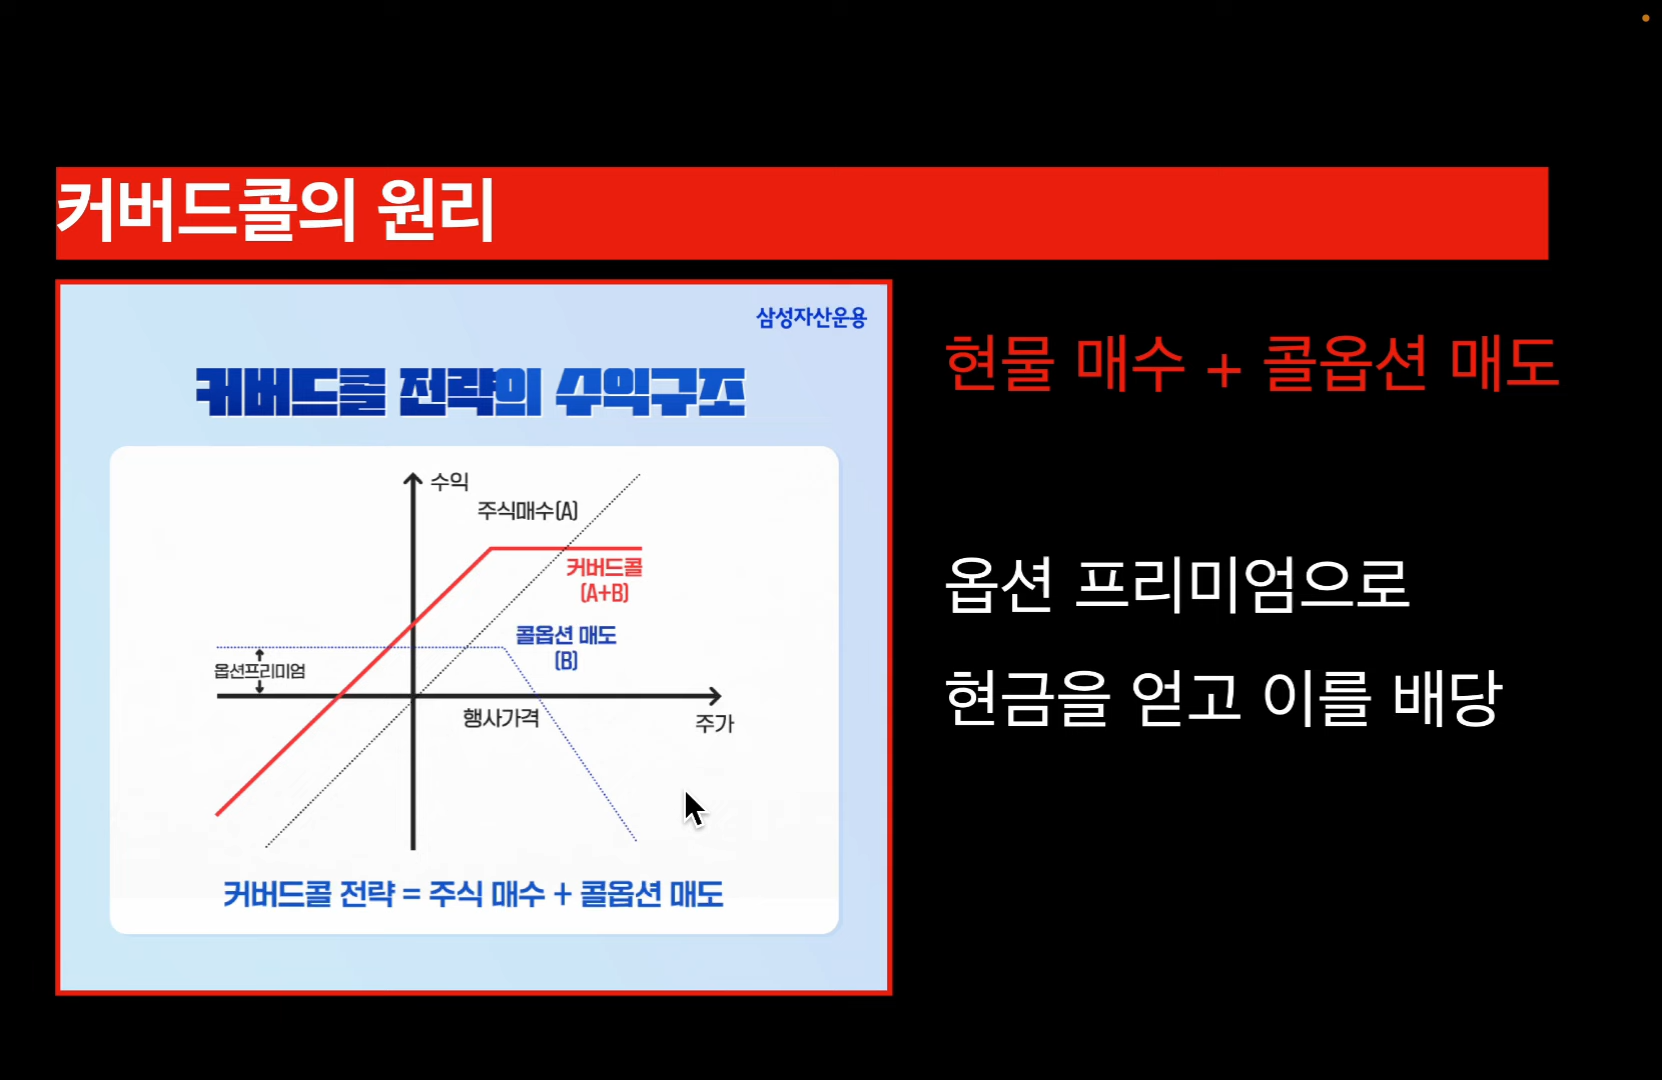 커버드콜의 원리
삼성자산운용
커버드콜 전략의 수익구조
수익
주식매수(A)
커버드콜
(A+B)
콜옵션 매도
(B)
옵션프리미엄
행사가격
주가
커버드콜 전략 = 주식 매수 + 콜옵션 매도
현물 매수 + 콜옵션 매도
옵션 프리미엄으로
현금을 얻고 이를 배당